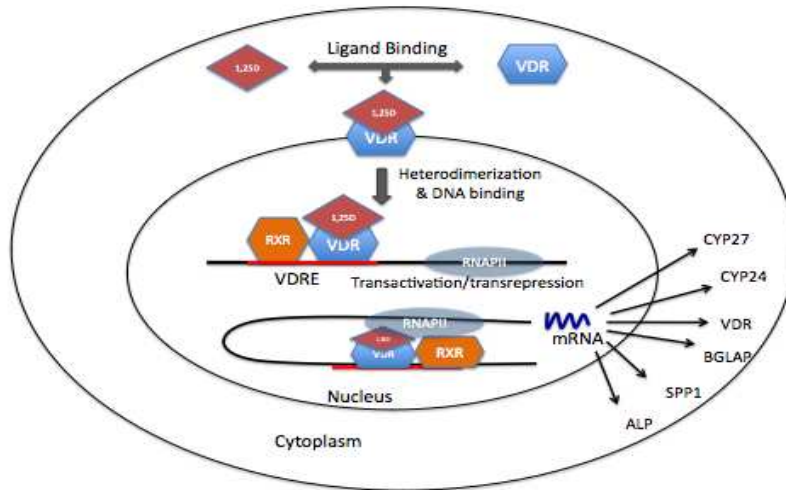 Ligand Binding
1,25D
VDR
1,25D
VDR
Heterodimerization
& DNA binding
1,25D
RXR
VDR
RNAPII
VDRE
Transactivation/transrepression
RNAPII
VDR
RXR
mRNA
CYP27
CYP24
VDR
BGLAP
SPP1
ALP
Nucleus
Cytoplasm